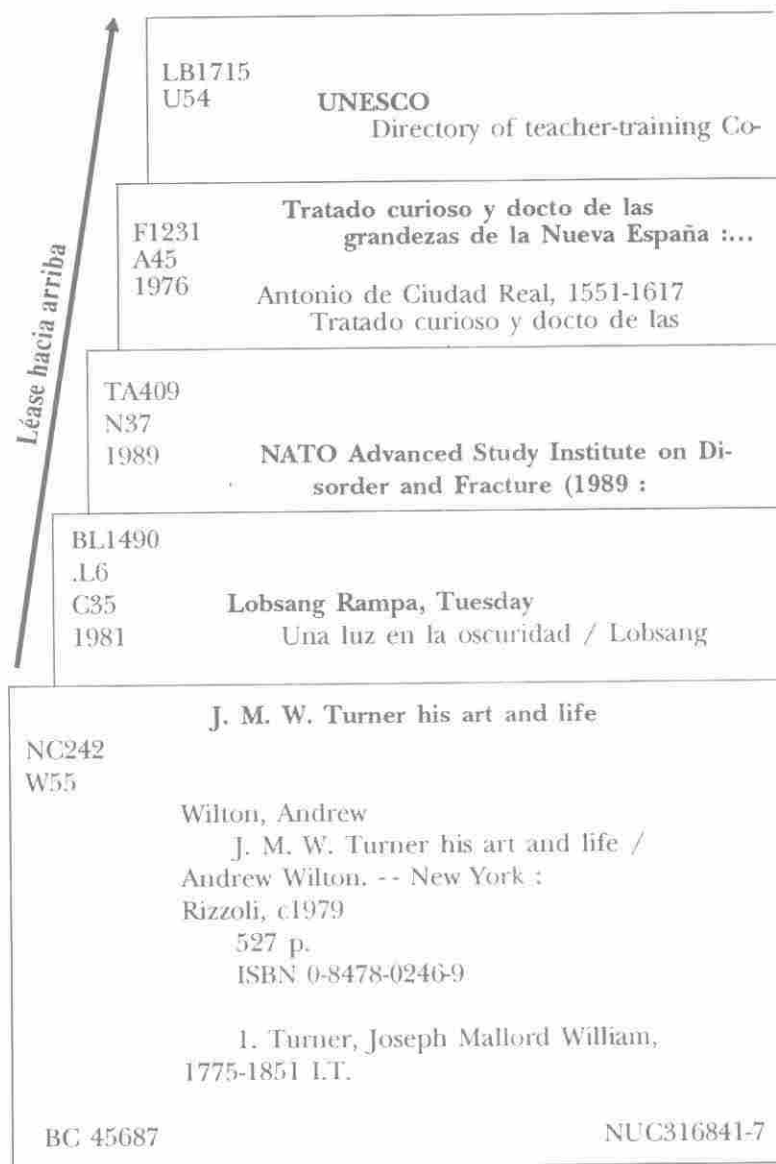 LB1715
U54 UNESCO
Directory of teacher-training Co-
Tratado curioso y docto de las
F1231 grandezas de la Nueva España :...
A45
1976 Antonio de Ciudad Real, 1551-1617
Tratado curioso y docto de las
TA409
N37
1989 NATO Advanced Study Institute on Di-
sorder and Fracture (1989 :
BL1490
.L6
C35 Lobsang Rampa, Tuesday
1981 Una luz en la oscuridad / Lobsang
J. M. W. Turner his art and life
NC242
W55
Wilton, Andrew
J. M. W. Turner his art and life /
Andrew Wilton. -- New York :
Rizzoli, c1979
527 p.
ISBN 0-8478-0246-9
1. Turner, Joseph Mallord William,
1775-1851 I.T.
BC 45687 NUC316841-7
Léase hacia arriba